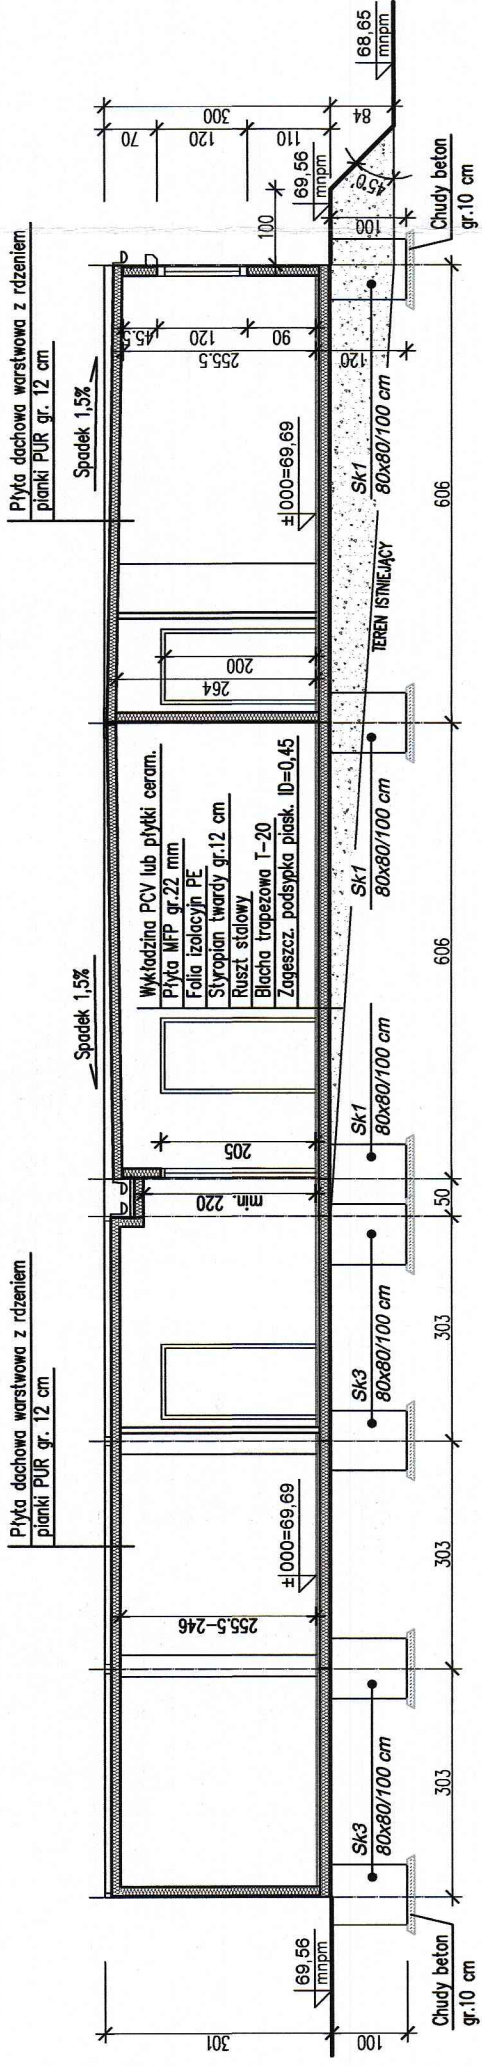 Płyta dachowa warstwowa z rdzeniem
pianki PUR gr. 12 cm
Płyta dachowa warstwowa z rdzeniem
pianki PUR gr. 12 cm
Spadek 1,5%
Spadek 1,5%
Wykładzina PCV lub płytki ceram.
Płyta MFP gr.22 mm
Folia izolacyjn PE
Styropian twardy gr.12 cm
Ruszt stalowy
Blacha trapezowa T-20
Zagęszcz. podsypka piask. ID=0,45
301
100
69,56
mnpm
255.5-246
±000=69,69
min. 220
205
264
200
±000=69,69
45.5
120
90
255.5
120
100
70
120
110
300
84
69,56
mnpm
68,65
mnpm
45°
100
TEREN ISTNIEJĄCY
Sk3
80x80/100 cm
Sk3
80x80/100 cm
Sk1
80x80/100 cm
Sk1
80x80/100 cm
Sk1
80x80/100 cm
Chudy beton
gr.10 cm
Chudy beton
gr.10 cm
303
303
303
50
606
606